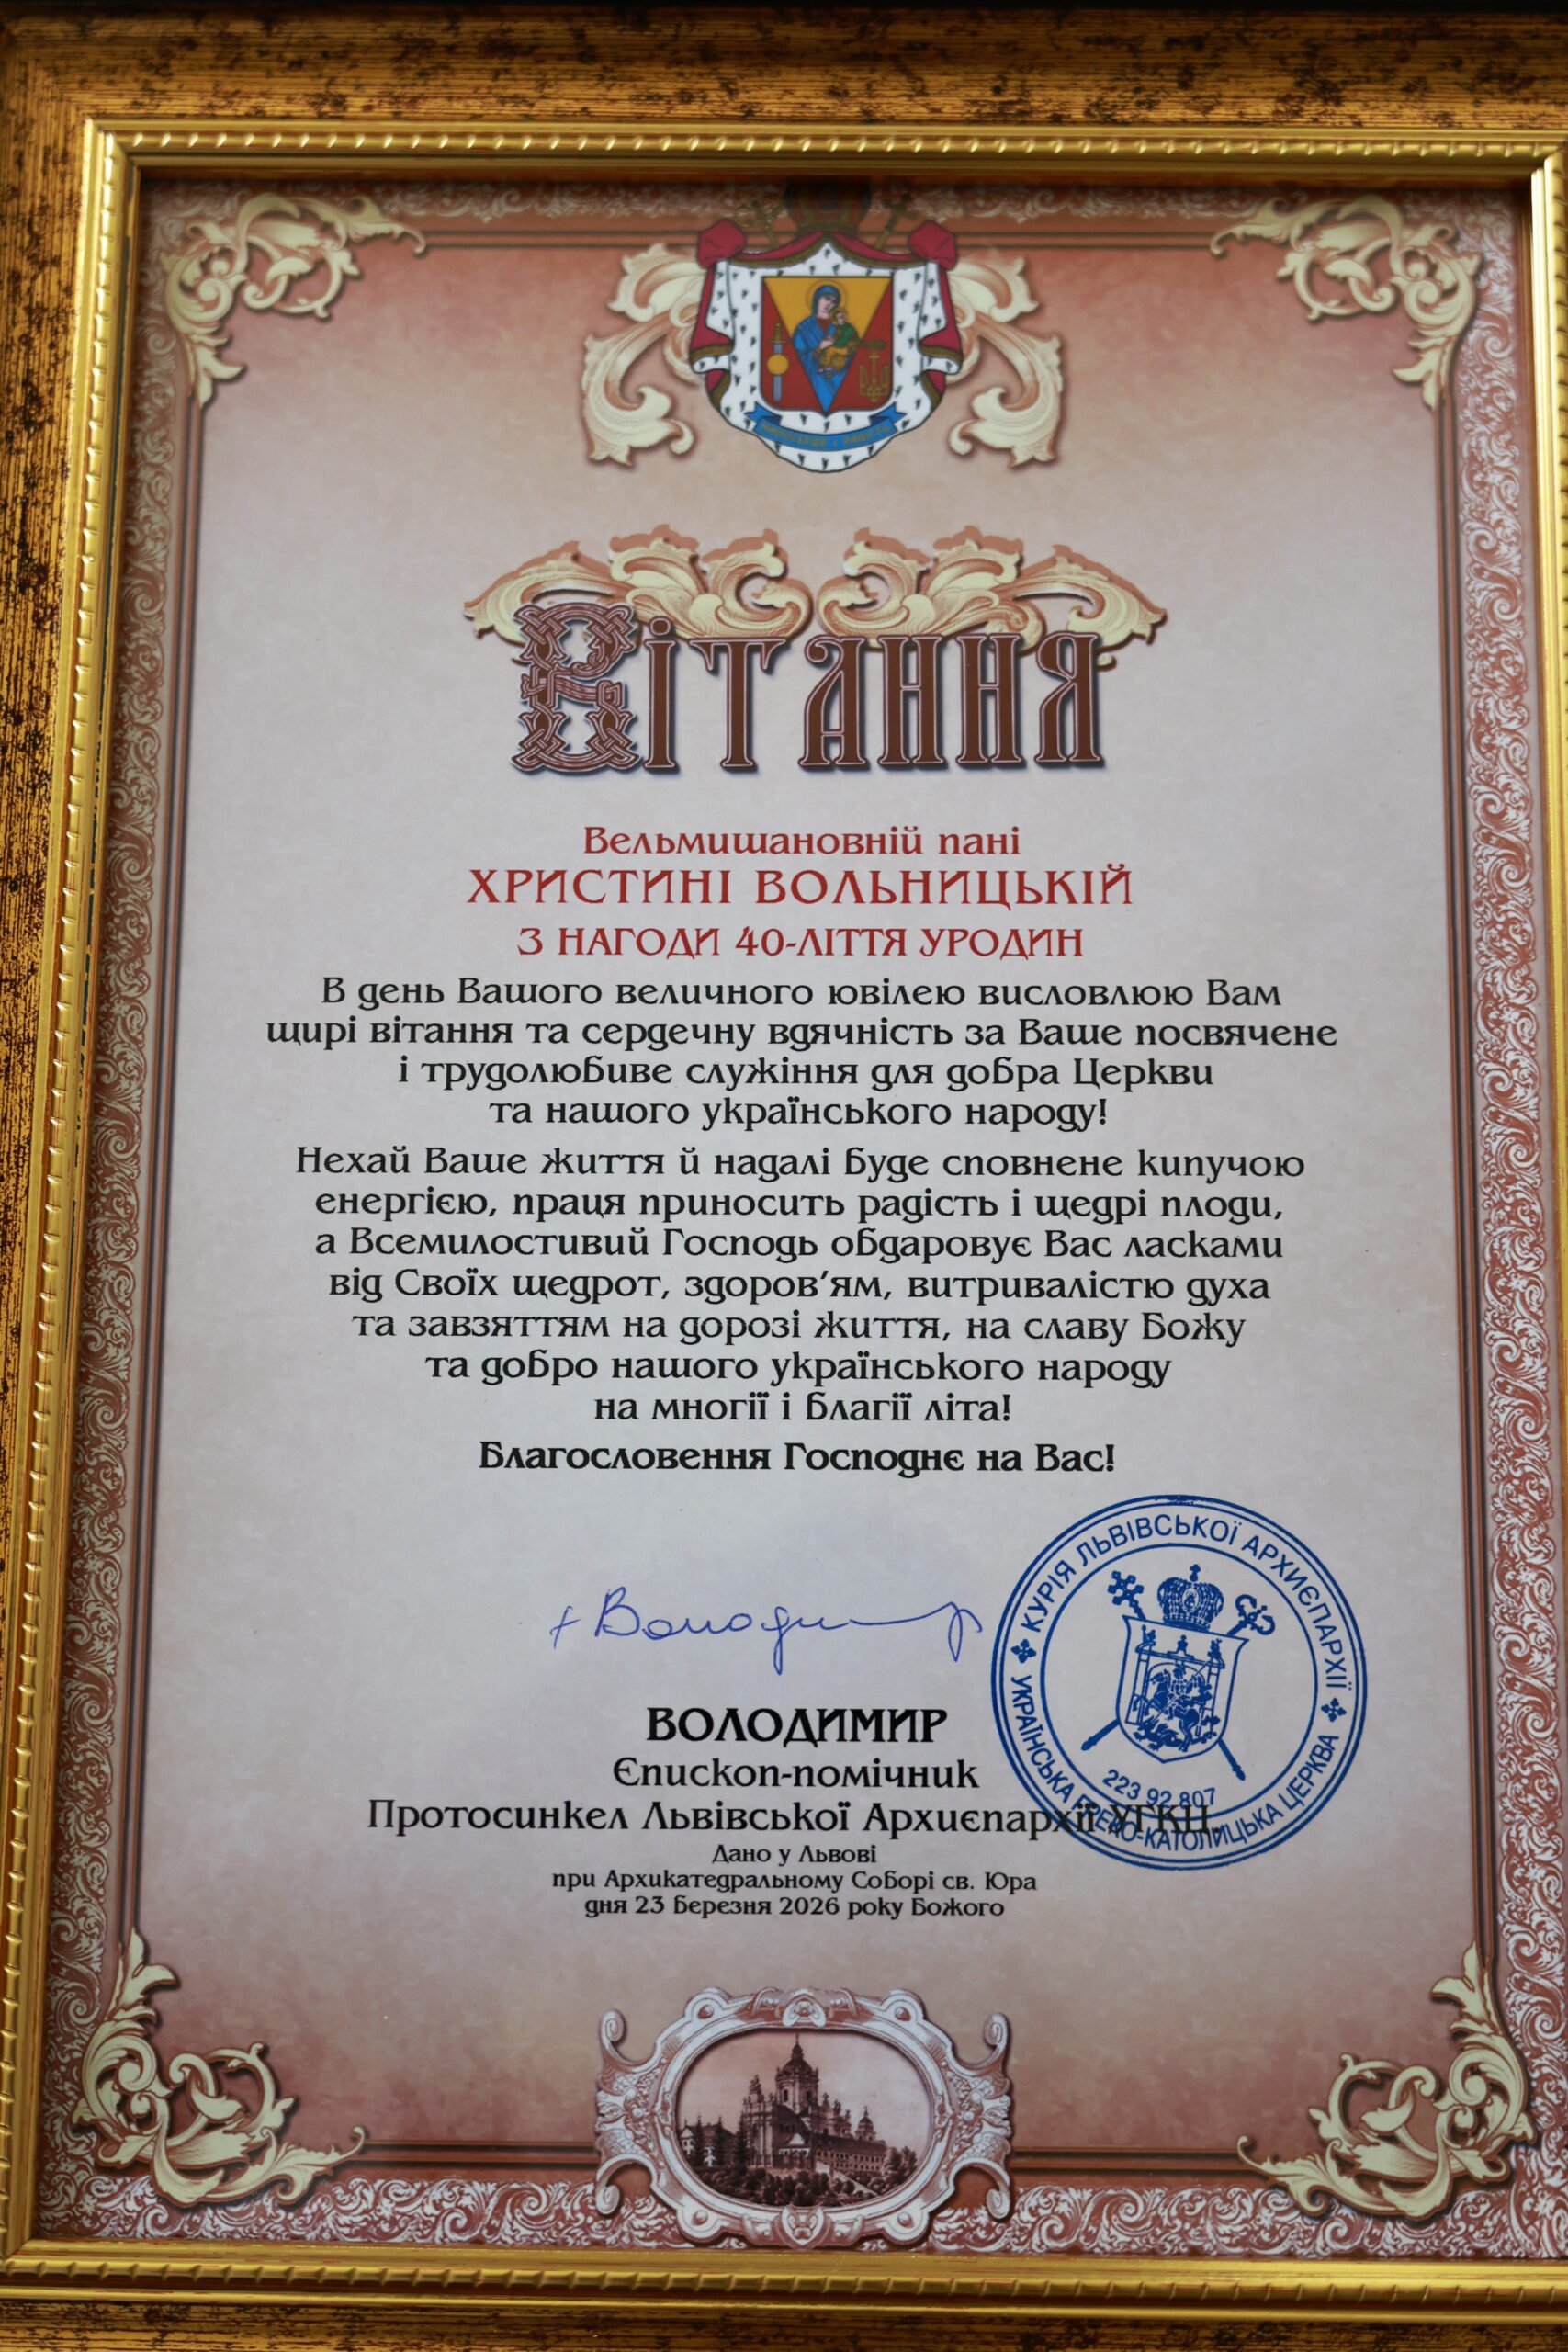 Вітання
Вельмишановній пані
ХРИСТИНІ ВОЛЬНИЦЬКІЙ
З НАГОДИ 40-ЛІТТЯ УРОДИН
В день Вашого величного ювілею висловлюю Вам
щирі вітання та сердечну вдячність за Ваше посвячене
і трудолюбиве служіння для добра Церкви
та нашого українського народу!
Нехай Ваше життя й надалі буде сповнене кипучою
енергією, праця приносить радість і щедрі плоди,
а Всемилостивий Господь обдаровує Вас ласками
від Своїх щедрот, здоров’ям, витривалістю духа
та завзяттям на дорозі життя, на славу Божу
та добро нашого українського народу
на многії і благії літа!
Благословення Господнє на Вас!
+ Володимир
КУРІЯ ЛЬВІВСЬКОЇ АРХИЄПАРХІЇ
УКРАЇНСЬКА ГРЕКО-КАТОЛИЦЬКА ЦЕРКВА
223 92 807
ВОЛОДИМИР
Єпископ-помічник
Протосинкел Львівської Архиєпархії УГКЦ,
Дано у Львові
при Архикатедральному Соборі св. Юра
дня 23 Березня 2026 року Божого